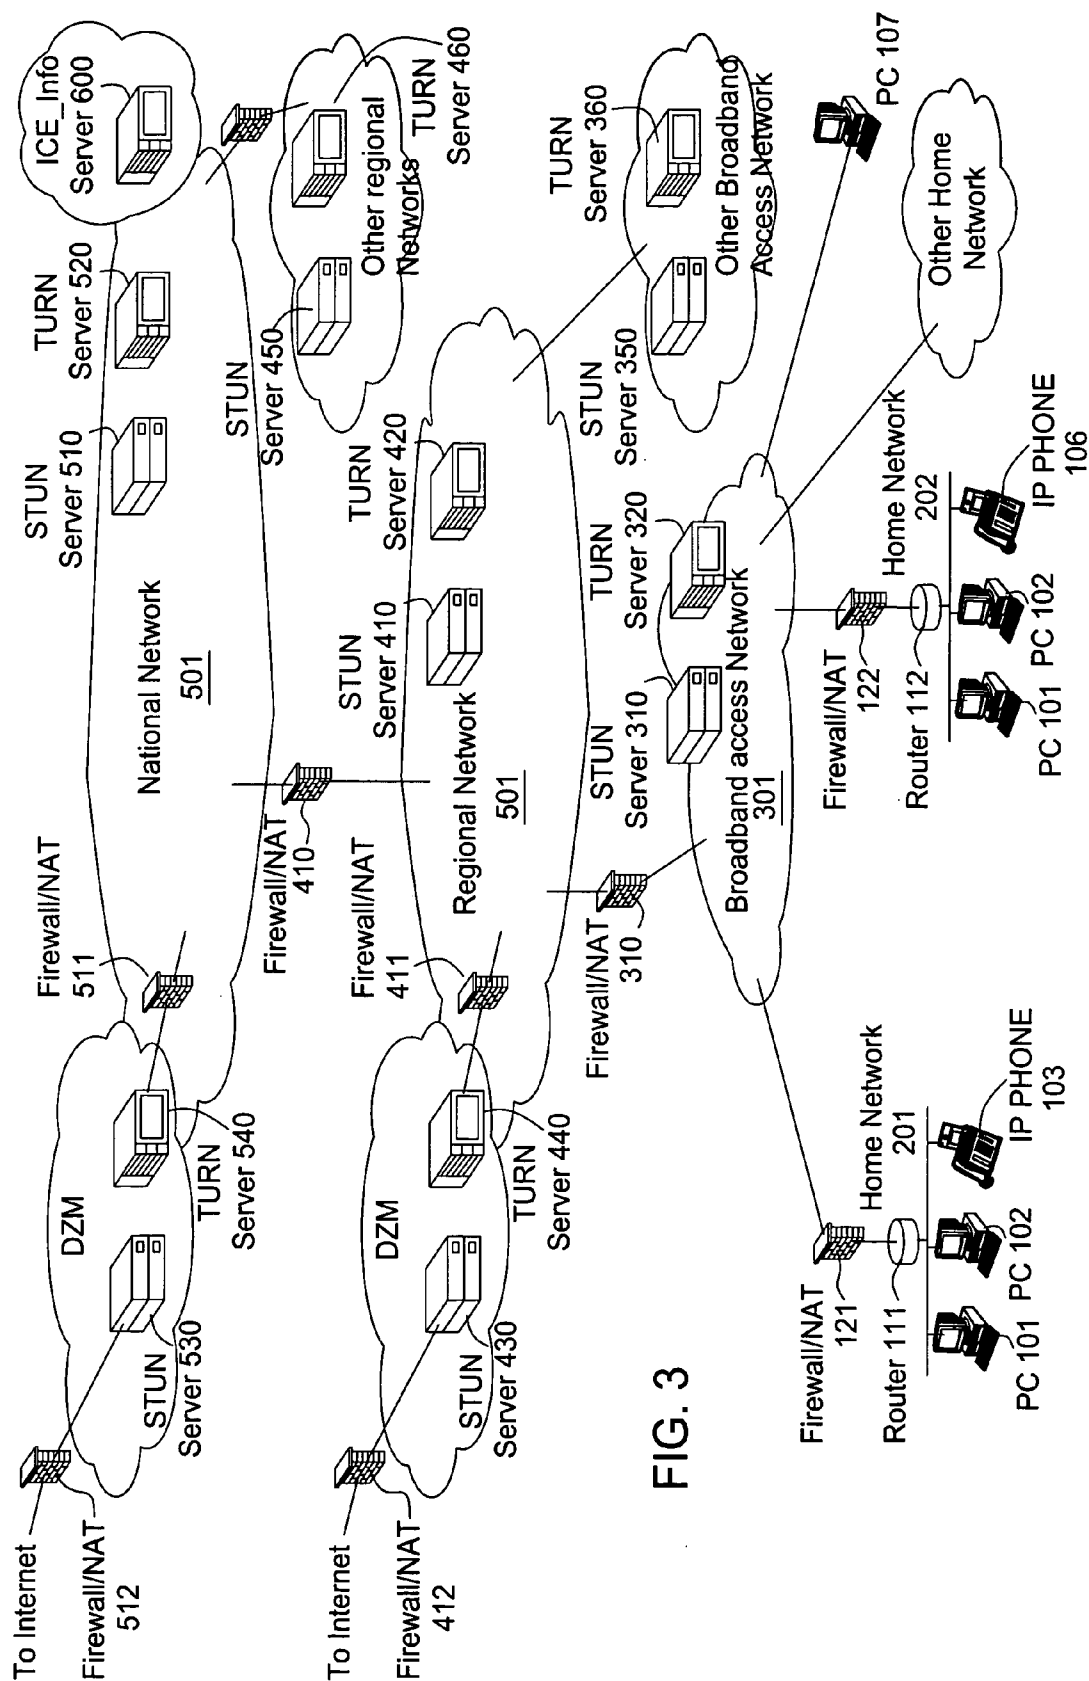 To Internet
Firewall/NAT
512
DZM
STUN
Server 530
TURN
Server 540
Firewall/NAT
511
National Network
501
STUN
Server 510
TURN
Server 520
ICE_Info
Server 600
Firewall/NAT
410
STUN
Server 450
Other regional
Networks
TURN
Server 460
To Internet
Firewall/NAT
412
DZM
STUN
Server 430
TURN
Server 440
Firewall/NAT
411
Regional Network
501
STUN
Server 410
TURN
Server 420
Firewall/NAT
310
STUN
Server 350
Other Broadband
Access Network
TURN
Server 360
STUN
Server 310
TURN
Server 320
Broadband access Network
301
PC 107
Other Home
Network
Firewall/NAT
121
Router 111
Home Network
201
PC 101
PC 102
IP PHONE
103
Firewall/NAT
122
Router 112
Home Network
202
PC 101
PC 102
IP PHONE
106
FIG. 3